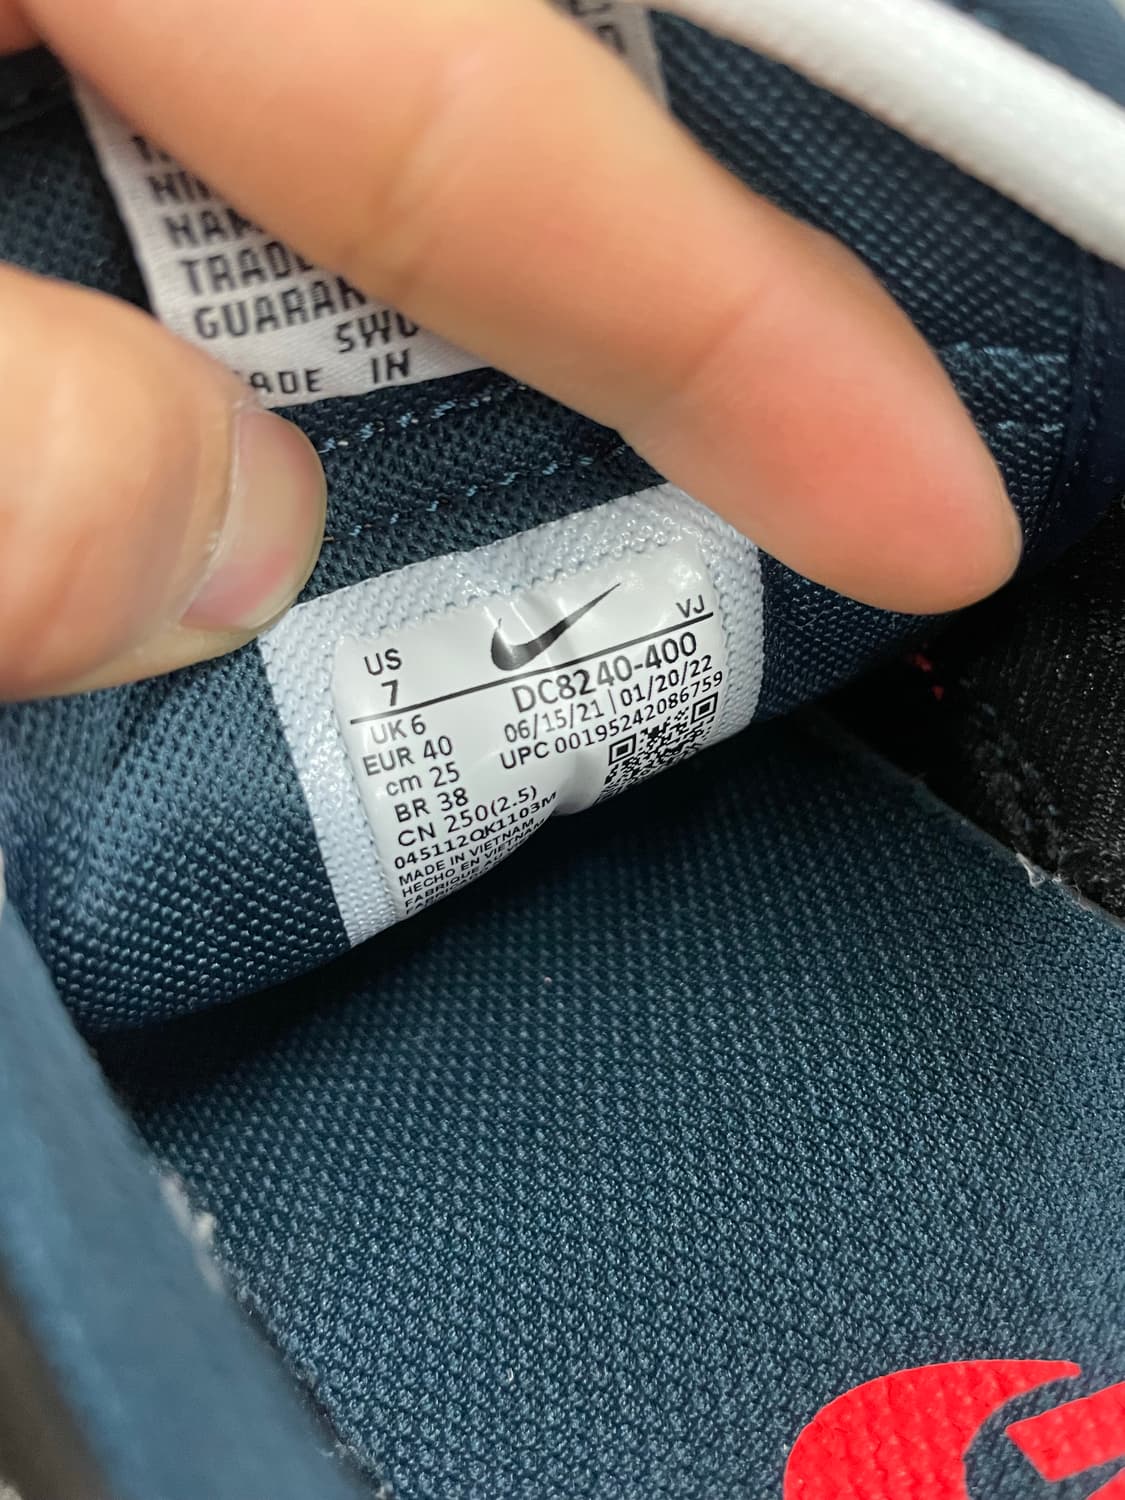 TRADE
GUARAN
SWO
ADE IN
VJ
US
7
DC8240-400
UK 6
06/15/21 | 01/20/22
EUR 40
UPC 00195242086759
cm 25
BR 38
CN 250(2.5)
045112QK1103M
MADE IN VIETNAM
HECHO EN VIETNAM
FABRIQUE AU